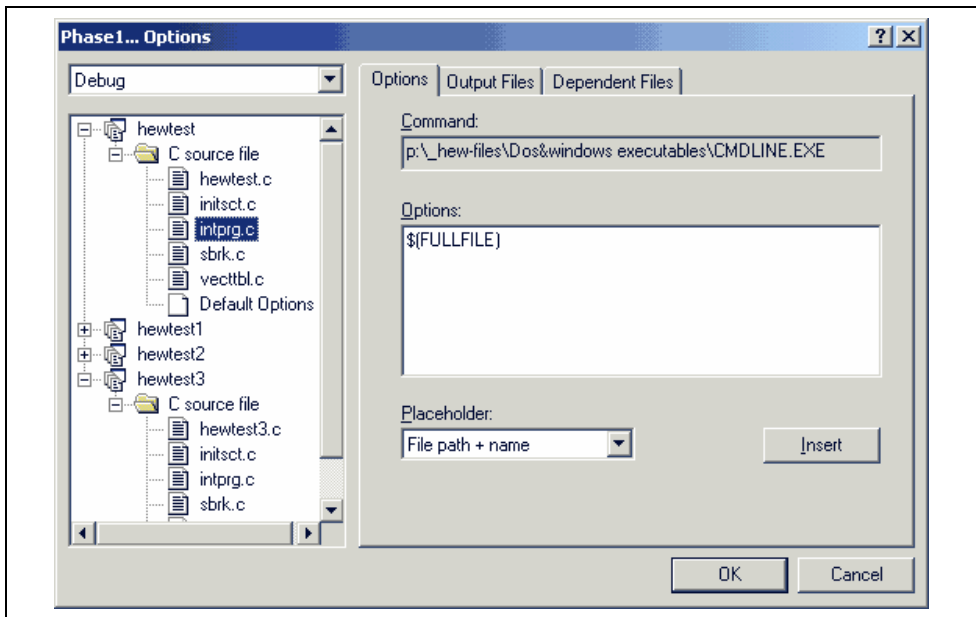 Phase1... Options
Debug
hewtest
C source file
hewtest.c
initsct.c
intprg.c
sbrk.c
vecttbl.c
Default Options
hewtest1
hewtest2
hewtest3
C source file
hewtest3.c
initsct.c
intprg.c
sbrk.c
Options Output Files Dependent Files
Command:
p:\_hew-files\Dos&windows executables\CMDLINE.EXE
Options:
$(FULLFILE)
Placeholder:
File path + name
Insert
OK Cancel